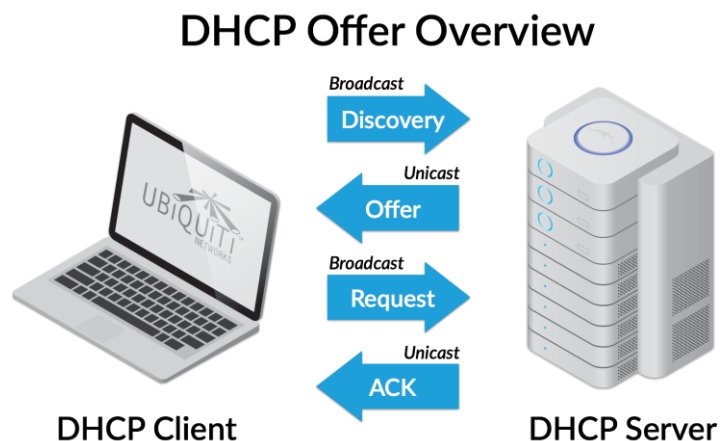 DHCP Offer Overview
Broadcast
Discovery
Unicast
Offer
Broadcast
Request
Unicast
ACK
UBiQUiTi
NETWORKS
DHCP Client
DHCP Server